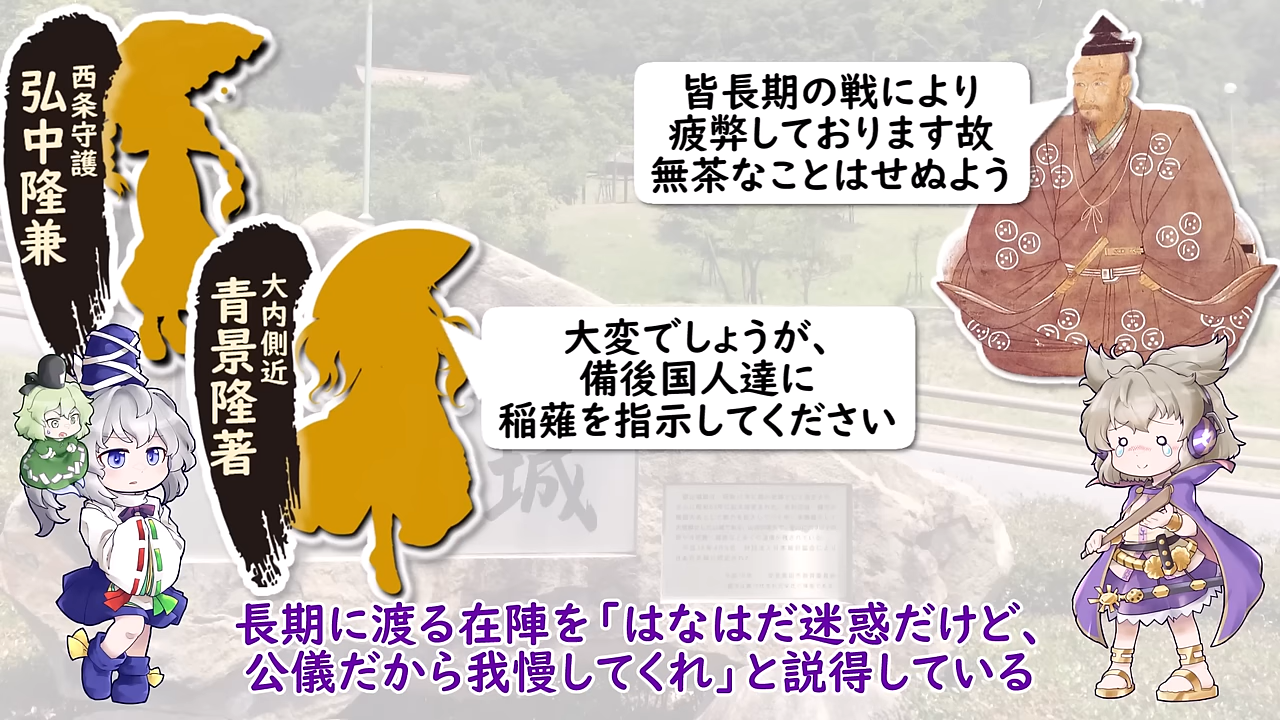 西条守護
弘中隆兼
大内側近
青景隆著
皆長期の戦により
疲弊しております故
無茶なことはせぬよう
大変でしょうが、
備後国人達に
稲薙を指示してください
城
長期に渡る在陣を「はなはだ迷惑だけど、
公儀だから我慢してくれ」と説得している